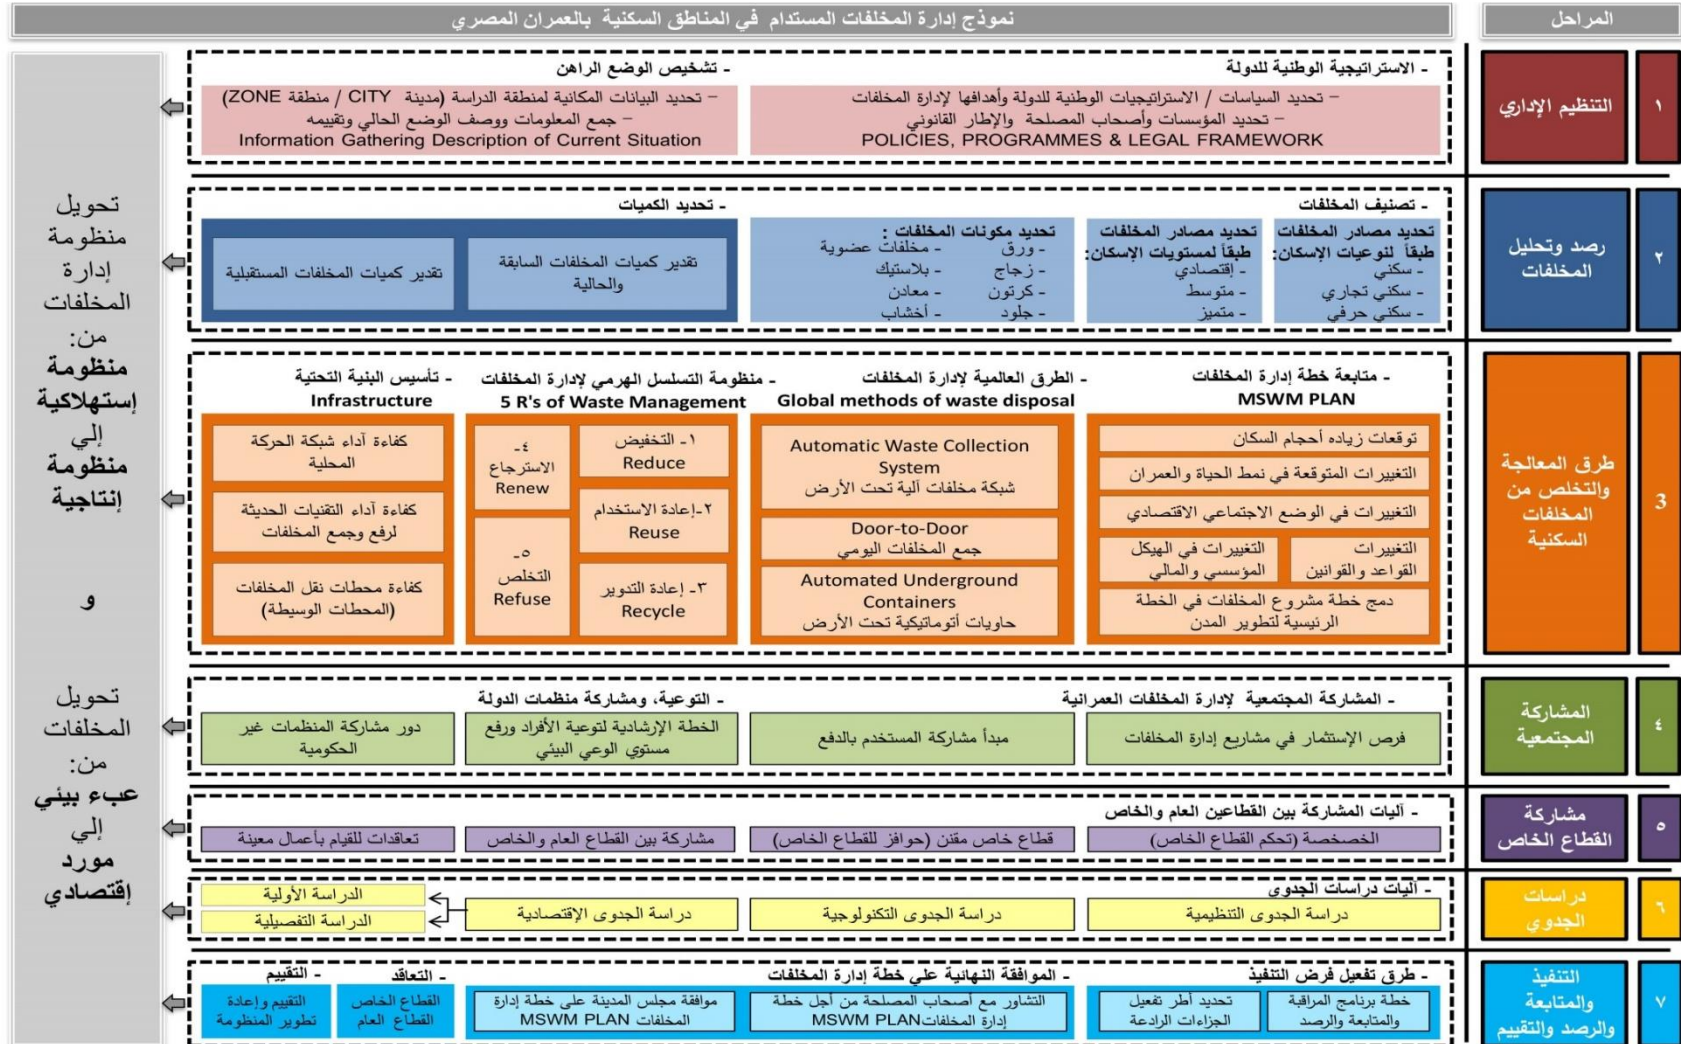 المراحل
نموذج إدارة المخلفات المستدام في المناطق السكنية بالعمران المصري
١
التنظيم الإداري
- الاستراتيجية الوطنية للدولة
– تحديد السياسات / الاستراتيجيات الوطنية للدولة وأهدافها لإدارة المخلفات
– تحديد المؤسسات وأصحاب المصلحة والإطار القانوني
POLICIES, PROGRAMMES & LEGAL FRAMEWORK
- تشخيص الوضع الراهن
– تحديد البيانات المكانية لمنطقة الدراسة (مدينة CITY / منطقة ZONE)
– جمع المعلومات ووصف الوضع الحالي وتقييمه
Information Gathering Description of Current Situation
٢
رصد وتحليل
المخلفات
- تصنيف المخلفات
تحديد مصادر المخلفات
طبقاً لنوعيات الإسكان:
- سكني
- سكني تجاري
- سكني حرفي
تحديد مصادر المخلفات
طبقاً لمستويات الإسكان:
- إقتصادي
- متوسط
- متميز
تحديد مكونات المخلفات :
- ورق
- زجاج
- كرتون
- جلود
- مخلفات عضوية
- بلاستيك
- معادن
- أخشاب
- تحديد الكميات
تقدير كميات المخلفات السابقة
والحالية
تقدير كميات المخلفات المستقبلية
3
طرق المعالجة
والتخلص من
المخلفات
السكنية
- متابعة خطة إدارة المخلفات
MSWM PLAN
توقعات زياده أحجام السكان
التغييرات المتوقعة في نمط الحياة والعمران
التغييرات في الوضع الاجتماعي الاقتصادي
التغييرات
القواعد والقوانين
التغييرات في الهيكل
المؤسسي والمالي
دمج خطة مشروع المخلفات في الخطة
الرئيسية لتطوير المدن
- الطرق العالمية لإدارة المخلفات
Global methods of waste disposal
Automatic Waste Collection
System
شبكة مخلفات آلية تحت الأرض
Door-to-Door
جمع المخلفات اليومي
Automated Underground
Containers
حاويات أتوماتيكية تحت الأرض
- منظومة التسلسل الهرمي لإدارة المخلفات
5 R's of Waste Management
١- التخفيض
Reduce
٢-إعادة الاستخدام
Reuse
٣- إعادة التدوير
Recycle
٤-
الاسترجاع
Renew
٥-
التخلص
Refuse
- تأسيس البنية التحتية
Infrastructure
كفاءة آداء شبكة الحركة
المحلية
كفاءة آداء التقنيات الحديثة
لرفع وجمع المخلفات
كفاءة محطات نقل المخلفات
(المحطات الوسيطة)
٤
المشاركة
المجتمعية
- المشاركة المجتمعية لإدارة المخلفات العمرانية
فرص الإستثمار في مشاريع إدارة المخلفات
مبدأ مشاركة المستخدم بالدفع
- التوعية، ومشاركة منظمات الدولة
الخطة الإرشادية لتوعية الأفراد ورفع
مستوي الوعي البيئي
دور مشاركة المنظمات غير
الحكومية
٥
مشاركة
القطاع الخاص
- آليات المشاركة بين القطاعين العام والخاص
الخصخصة (تحكم القطاع الخاص)
قطاع خاص مقنن (حوافز للقطاع الخاص)
مشاركة بين القطاع العام والخاص
تعاقدات للقيام بأعمال معينة
٦
دراسات
الجدوي
- آليات دراسات الجدوى
دراسة الجدوى التنظيمية
دراسة الجدوى التكنولوجية
دراسة الجدوى الإقتصادية
الدراسة الأولية
الدراسة التفصيلية
٧
التنفيذ
والمتابعة
والرصد والتقييم
- طرق تفعيل فرض التنفيذ
خطة برنامج المراقبة
والمتابعة والرصد
تحديد أطر تفعيل
الجزاءات الرادعة
- الموافقة النهائية علي خطة إدارة المخلفات
التشاور مع أصحاب المصلحة من أجل خطة
إدارة المخلفات MSWM PLAN
موافقة مجلس المدينة على خطة إدارة
المخلفات MSWM PLAN
- التعاقد
القطاع الخاص
القطاع العام
- التقييم
التقييم وإعادة
تطوير المنظومة
تحويل
منظومة
إدارة
المخلفات
من:
منظومة
إستهلاكية
إلي
منظومة
إنتاجية
و
تحويل
المخلفات
من:
عبء بيئي
إلي
مورد
إقتصادي